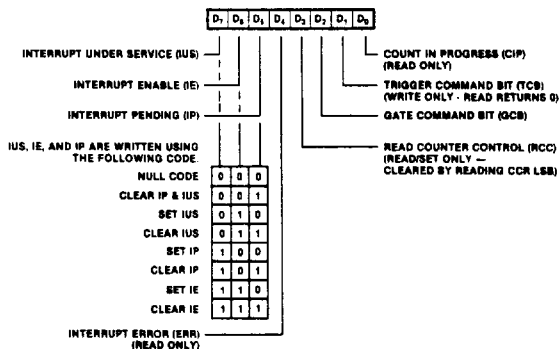 D7 D6 D5 D4 D3 D2 D1 D0
INTERRUPT UNDER SERVICE (IUS)
INTERRUPT ENABLE (IE)
INTERRUPT PENDING (IP)
IUS, IE, AND IP ARE WRITTEN USING
THE FOLLOWING CODE.
NULL CODE 0 0 0
CLEAR IP & IUS 0 0 1
SET IUS 0 1 0
CLEAR IUS 0 1 1
SET IP 1 0 0
CLEAR IP 1 0 1
SET IE 1 1 0
CLEAR IE 1 1 1
INTERRUPT ERROR (ERR)
(READ ONLY)
COUNT IN PROGRESS (CIP)
(READ ONLY)
TRIGGER COMMAND BIT (TCB)
(WRITE ONLY - READ RETURNS 0)
GATE COMMAND BIT (GCB)
READ COUNTER CONTROL (RCC)
(READ/SET ONLY —
CLEARED BY READING CCR LSB)